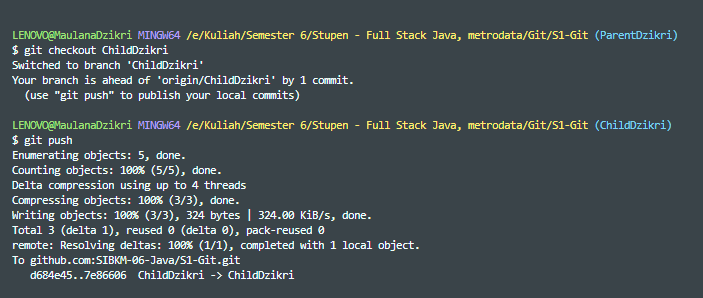 LENOVO@MaulanaDzikri MINGW64 /e/Kuliah/Semester 6/Stupen - Full Stack Java, metrodata/Git/S1-Git (ParentDzikri)
$ git checkout ChildDzikri
Switched to branch 'ChildDzikri'
Your branch is ahead of 'origin/ChildDzikri' by 1 commit.
  (use "git push" to publish your local commits)

LENOVO@MaulanaDzikri MINGW64 /e/Kuliah/Semester 6/Stupen - Full Stack Java, metrodata/Git/S1-Git (ChildDzikri)
$ git push
Enumerating objects: 5, done.
Counting objects: 100% (5/5), done.
Delta compression using up to 4 threads
Compressing objects: 100% (3/3), done.
Writing objects: 100% (3/3), 324 bytes | 324.00 KiB/s, done.
Total 3 (delta 1), reused 0 (delta 0), pack-reused 0
remote: Resolving deltas: 100% (1/1), completed with 1 local object.
To github.com:SIBKM-06-Java/S1-Git.git
   d684e45..7e86606  ChildDzikri -> ChildDzikri